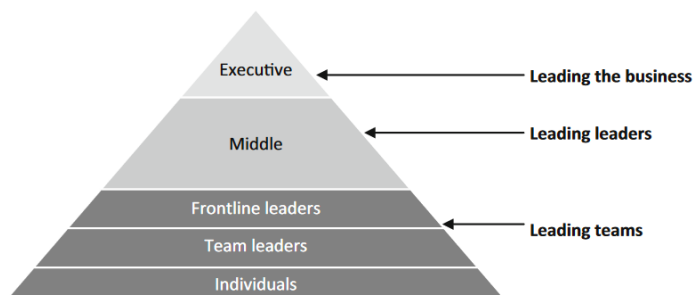 Executive
Leading the business
Middle
Leading leaders
Frontline leaders
Leading teams
Team leaders
Individuals